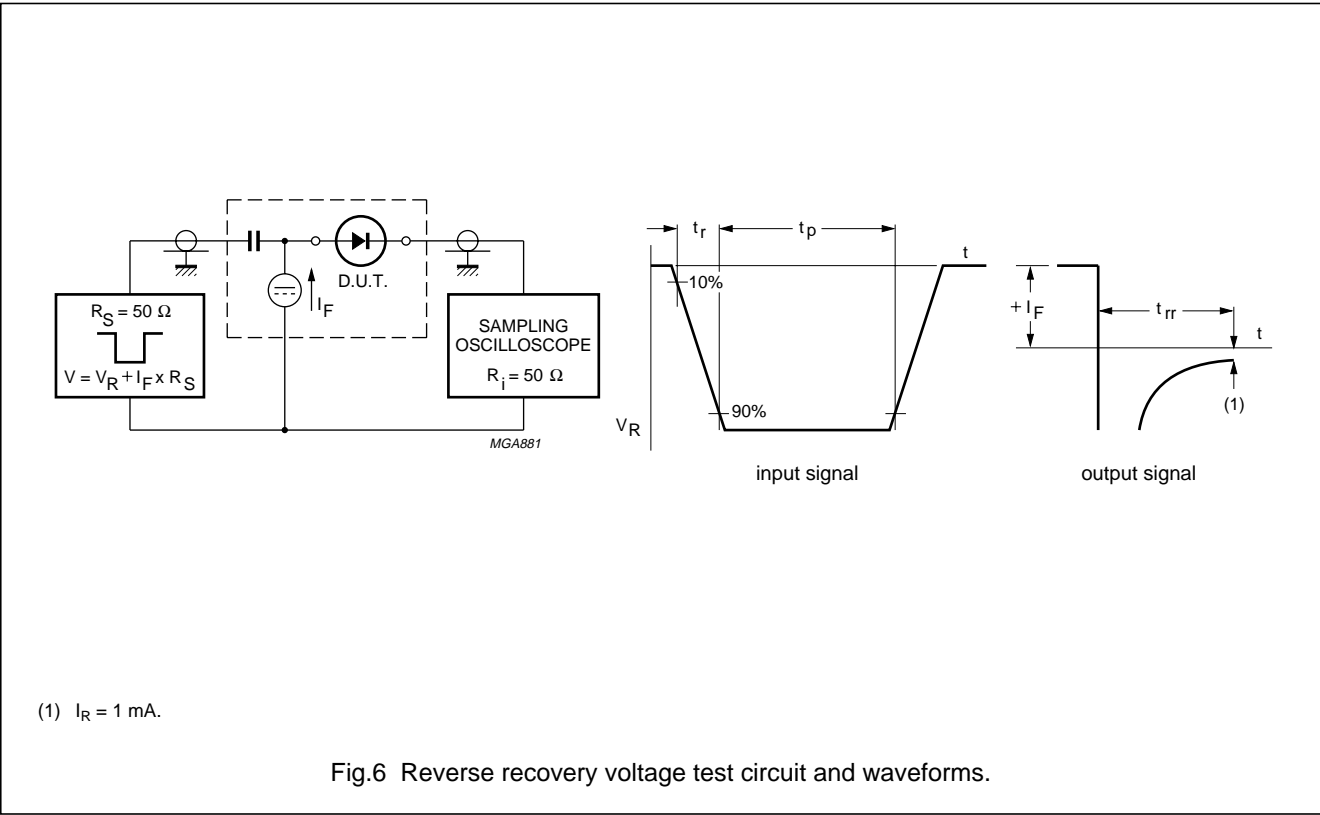 R_S = 50 Ω
V = V_R + I_F x R_S
I_F
D.U.T.
SAMPLING
OSCILLOSCOPE
R_i = 50 Ω
MGA881
t_r
t_p
t
10%
90%
V_R
input signal
+ I_F
t_rr
t
(1)
output signal
(1) I_R = 1 mA.
Fig.6 Reverse recovery voltage test circuit and waveforms.